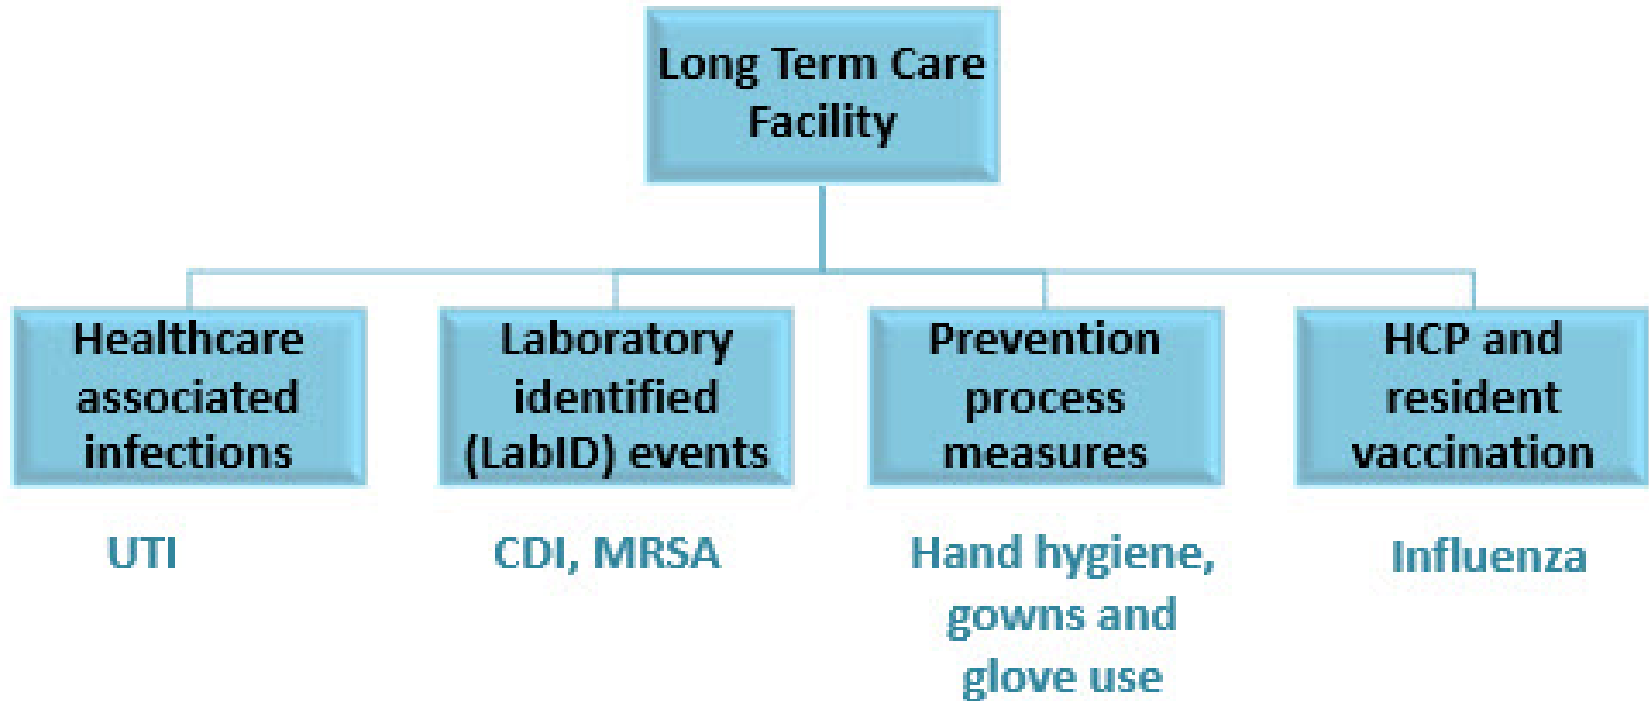 Long Term Care
Facility
Healthcare
associated
infections
Laboratory
identified
(LabID) events
Prevention
process
measures
HCP and
resident
vaccination
UTI
CDI, MRSA
Hand hygiene,
gowns and
glove use
Influenza